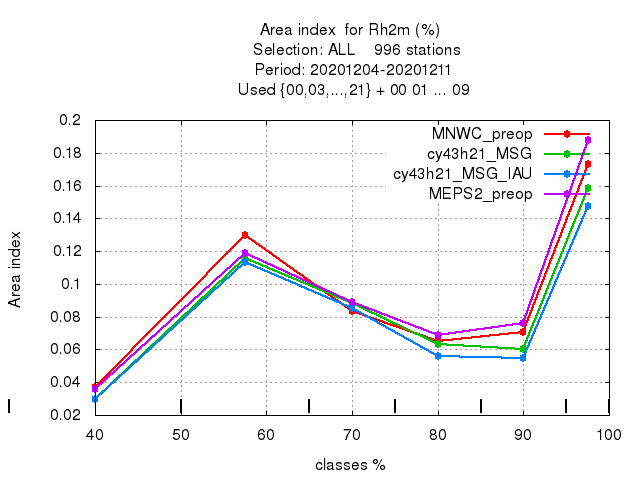 Area index for Rh2m (%)
Selection: ALL 996 stations
Period: 20201204-20201211
Used {00,03,...,21} + 00 01 ... 09
MNWC_preop
cy43h21_MSG
cy43h21_MSG_IAU
MEPS2_preop
Area index
0.2
0.18
0.16
0.14
0.12
0.1
0.08
0.06
0.04
0.02
40
50
60
70
80
90
100
classes %